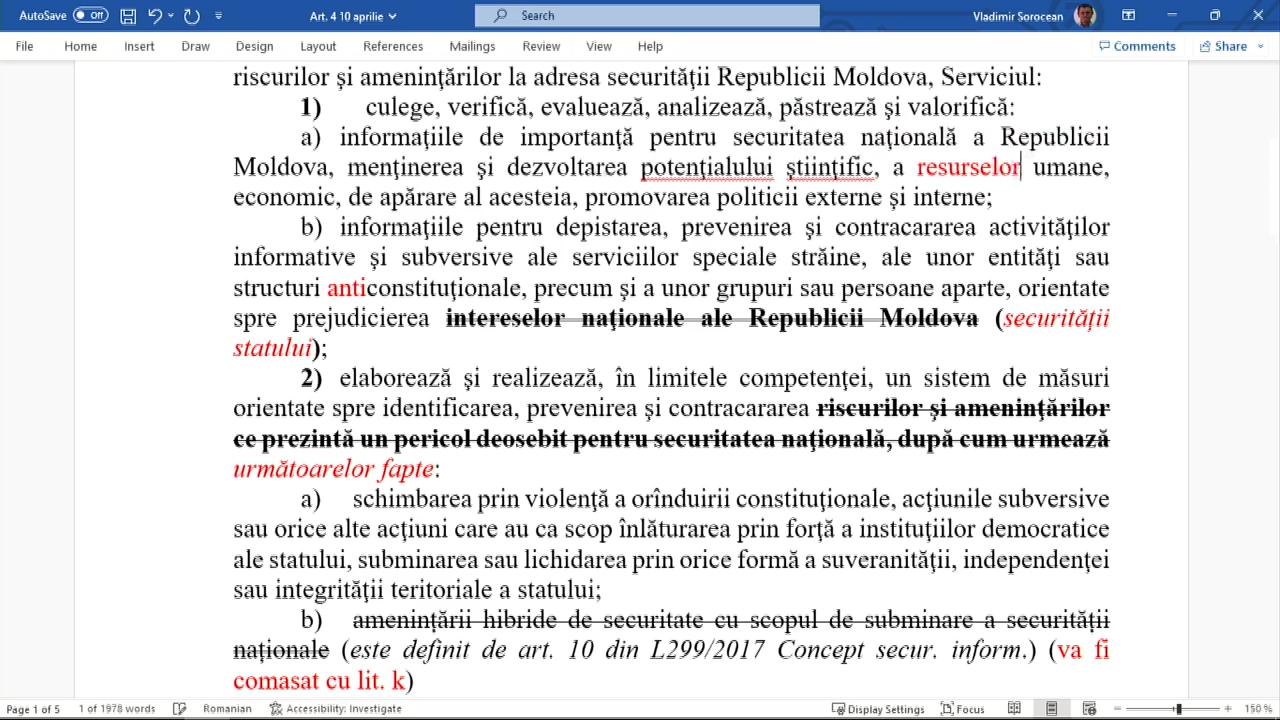 AutoSave Off Art. 4 10 aprilie Search Vladimir Sorocean
File Home Insert Draw Design Layout References Mailings Review View Help Comments Share
riscurilor și amenințărilor la adresa securității Republicii Moldova, Serviciul:
1) culege, verifică, evaluează, analizează, păstrează şi valorifică:
a) informaţiile de importanţă pentru securitatea naţională a Republicii
Moldova, menţinerea şi dezvoltarea potenţialului ştiinţific, a resurselor umane,
economic, de apărare al acesteia, promovarea politicii externe şi interne;
b) informaţiile pentru depistarea, prevenirea şi contracararea activităţilor
informative şi subversive ale serviciilor speciale străine, ale unor entităţi sau
structuri anticonstituţionale, precum și a unor grupuri sau persoane aparte, orientate
spre prejudicierea intereselor naţionale ale Republicii Moldova (securității
statului);
2) elaborează şi realizează, în limitele competenţei, un sistem de măsuri
orientate spre identificarea, prevenirea şi contracararea riscurilor şi ameninţărilor
ce prezintă un pericol deosebit pentru securitatea naţională, după cum urmează
următoarelor fapte:
a) schimbarea prin violenţă a orînduirii constituţionale, acţiunile subversive
sau orice alte acţiuni care au ca scop înlăturarea prin forţă a instituţiilor democratice
ale statului, subminarea sau lichidarea prin orice formă a suveranităţii, independenţei
sau integrităţii teritoriale a statului;
b) amenințării hibride de securitate cu scopul de subminare a securității
naționale (este definit de art. 10 din L299/2017 Concept secur. inform.) (va fi
comasat cu lit. k)
Page 1 of 5 1 of 1978 words Romanian Accessibility: Investigate Display Settings Focus 150 %